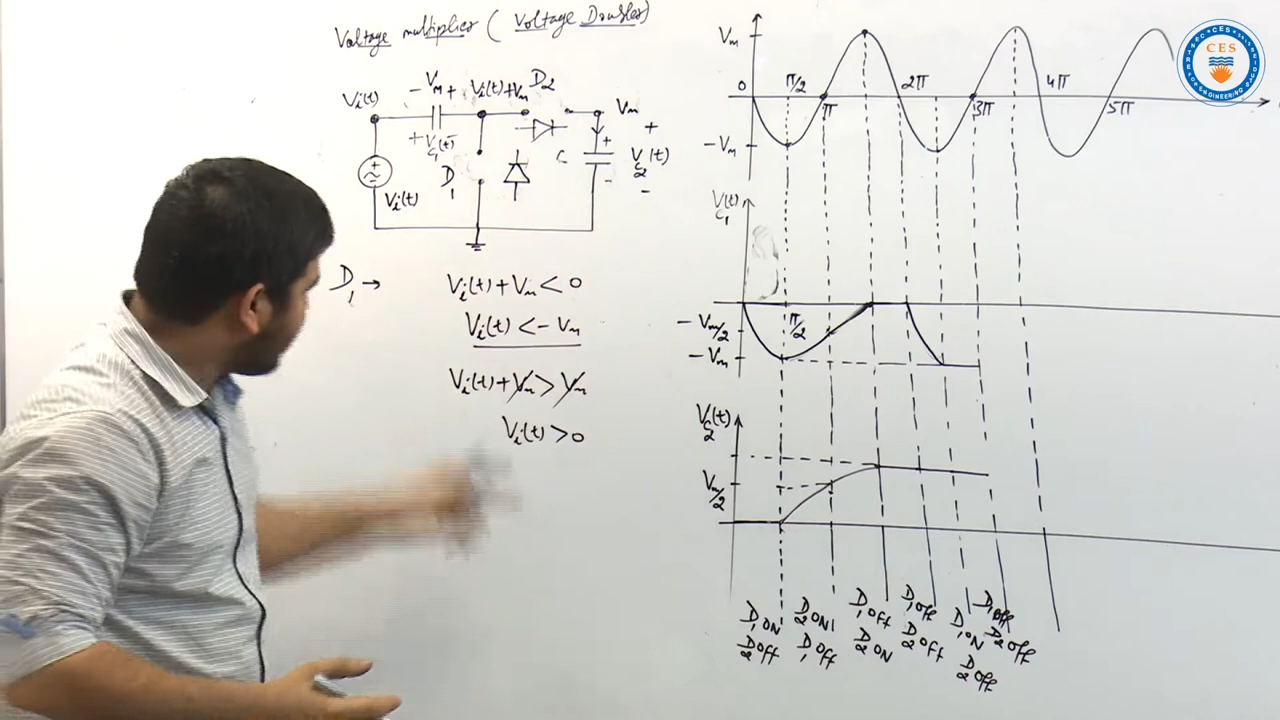 Voltage multiplier (Voltage Doubler)
Vi(t)
- Vm +
Vi(t)+Vm
D2
Vm
+ VC1(t) -
D1
C
+
-
+
VC2(t)
-
+
~
Vi(t)
D1 →
Vi(t) + Vm < 0
Vi(t) < - Vm
Vi(t) + Vm > Vm
Vi(t) > 0
Vm
0
π/2
π
2π
3π
4π
5π
- Vm
VC1(t)
π/2
- Vm/2
- Vm
VC2(t)
Vm/2
D1 ON
D2 Off
D2 ON
D1 Off
D1 Off
D2 ON
D1 Off
D2 Off
D1 ON
D2 Off
D1 Off
D2 Off
CES